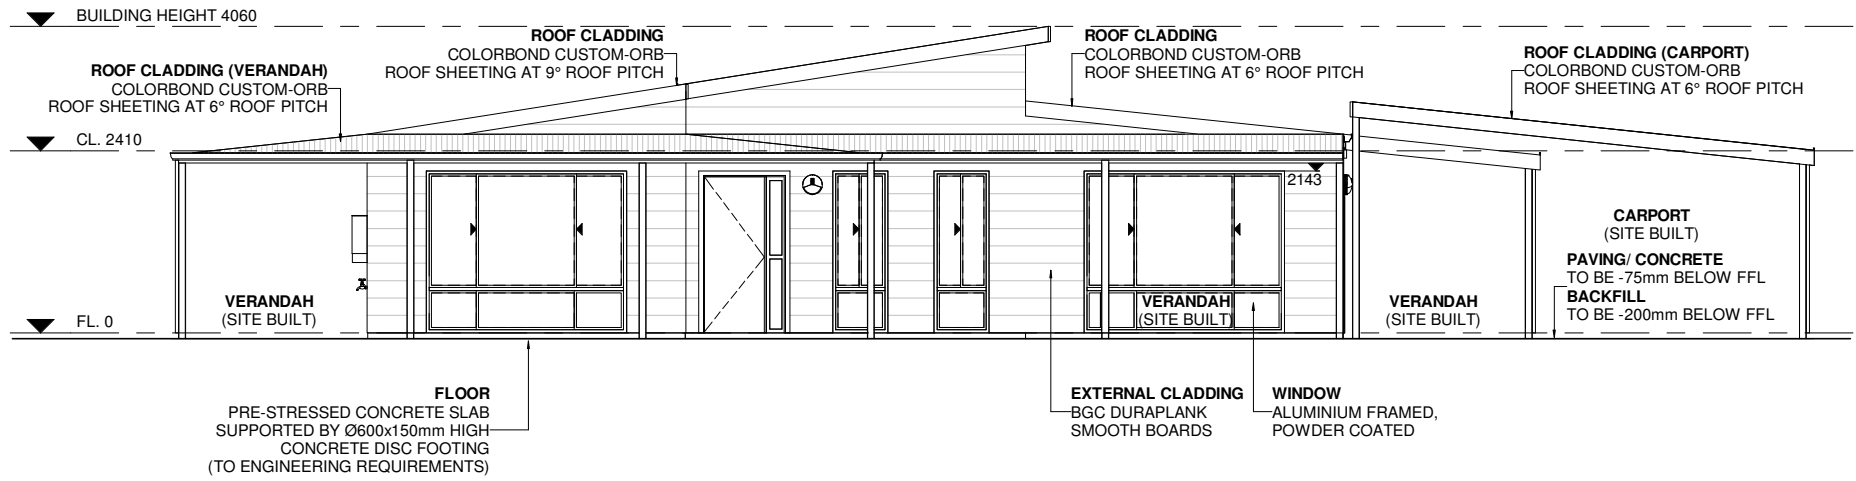 BUILDING HEIGHT 4060
ROOF CLADDING (VERANDAH)
COLORBOND CUSTOM-ORB
ROOF SHEETING AT 6° ROOF PITCH
ROOF CLADDING
COLORBOND CUSTOM-ORB
ROOF SHEETING AT 9° ROOF PITCH
ROOF CLADDING
COLORBOND CUSTOM-ORB
ROOF SHEETING AT 6° ROOF PITCH
ROOF CLADDING (CARPORT)
COLORBOND CUSTOM-ORB
ROOF SHEETING AT 6° ROOF PITCH
CL. 2410
2143
CARPORT
(SITE BUILT)
PAVING/ CONCRETE
TO BE -75mm BELOW FFL
BACKFILL
TO BE -200mm BELOW FFL
VERANDAH
(SITE BUILT)
VERANDAH
(SITE BUILT)
VERANDAH
(SITE BUILT)
FL. 0
FLOOR
PRE-STRESSED CONCRETE SLAB
SUPPORTED BY Ø600x150mm HIGH
CONCRETE DISC FOOTING
(TO ENGINEERING REQUIREMENTS)
EXTERNAL CLADDING
BGC DURAPLANK
SMOOTH BOARDS
WINDOW
ALUMINIUM FRAMED,
POWDER COATED